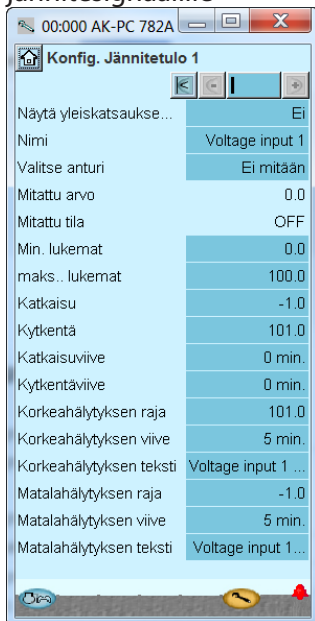 00:000 AK-PC 782A
Konfig. Jännitetulo 1
Näytä yleiskatsaukse... Ei
Nimi Voltage input 1
Valitse anturi Ei mitään
Mitattu arvo 0.0
Mitattu tila OFF
Min. lukemat 0.0
maks.. lukemat 100.0
Katkaisu -1.0
Kytkentä 101.0
Katkaisuviive 0 min.
Kytkentäviive 0 min.
Korkeahälytyksen raja 101.0
Korkeahälytyksen viive 5 min.
Korkeahälytyksen teksti Voltage input 1 ...
Matalahälytyksen raja -1.0
Matalahälytyksen viive 5 min.
Matalahälytyksen teksti Voltage input 1...